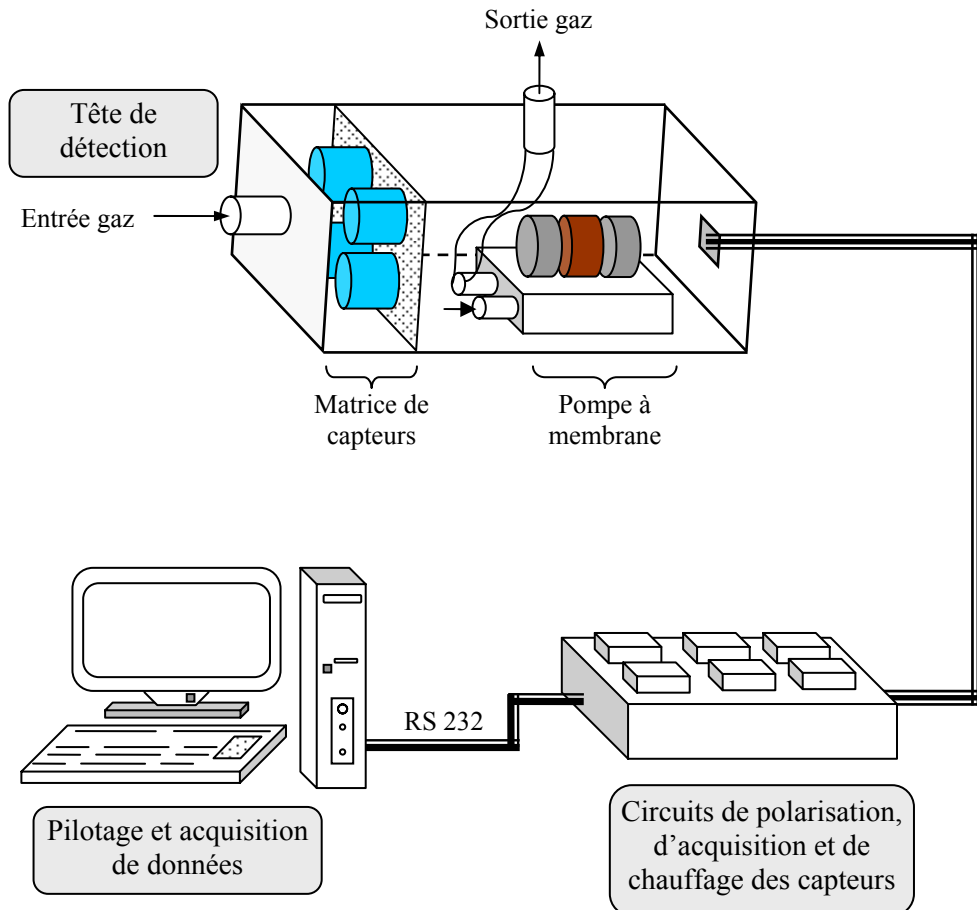 Sortie gaz
Tête de
détection
Entrée gaz
Matrice de
capteurs
Pompe à
membrane
RS 232
Pilotage et acquisition
de données
Circuits de polarisation,
d’acquisition et de
chauffage des capteurs